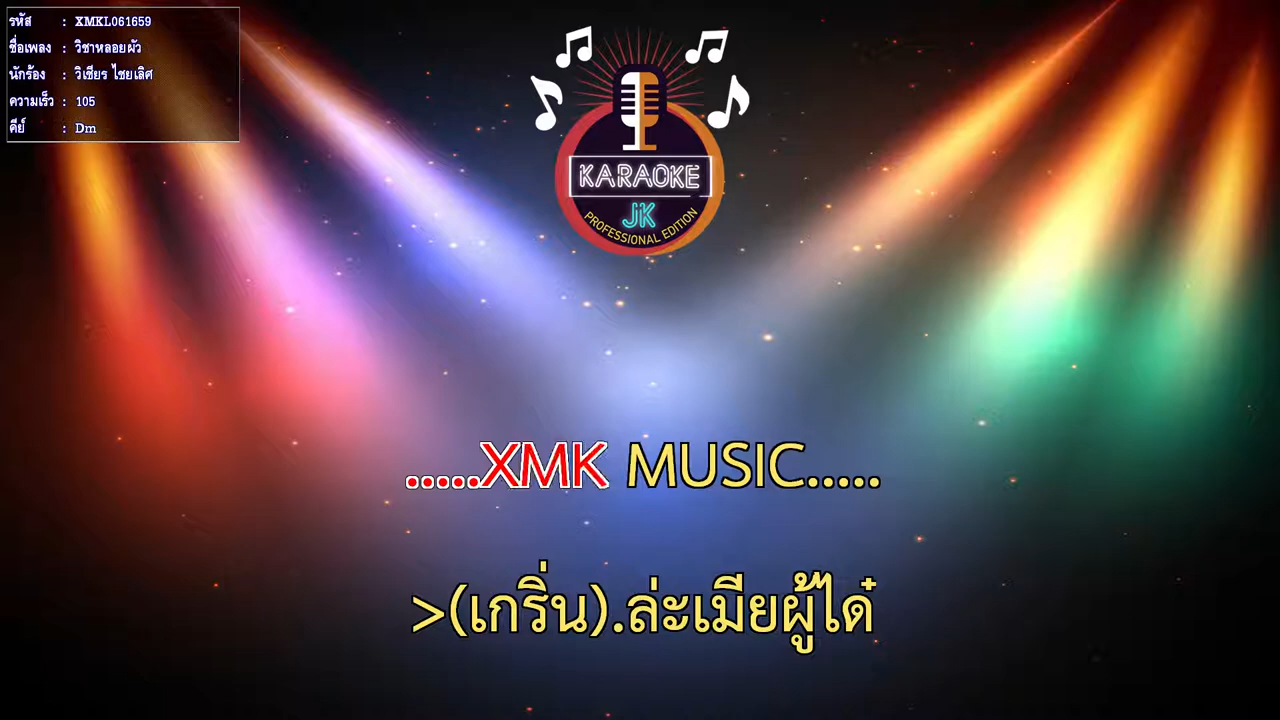 รหัส : XMKL061659
ชื่อเพลง : วิชาหลอยผัว
นักร้อง : วิเชียร ไชยเลิศ
ความเร็ว : 105
คีย์ : Dm
KARAOKE
JK
PROFESSIONAL EDITION
.....XMK MUSIC.....
>(เกริ่น).ล่ะเมียผู้ได๋